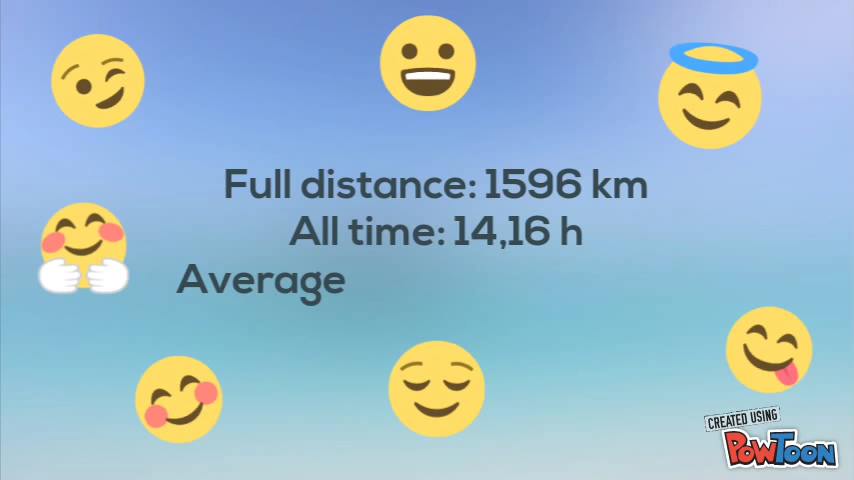 Full distance: 1596 km
All time: 14,16 h
Average
CREATED USING
POWTOON